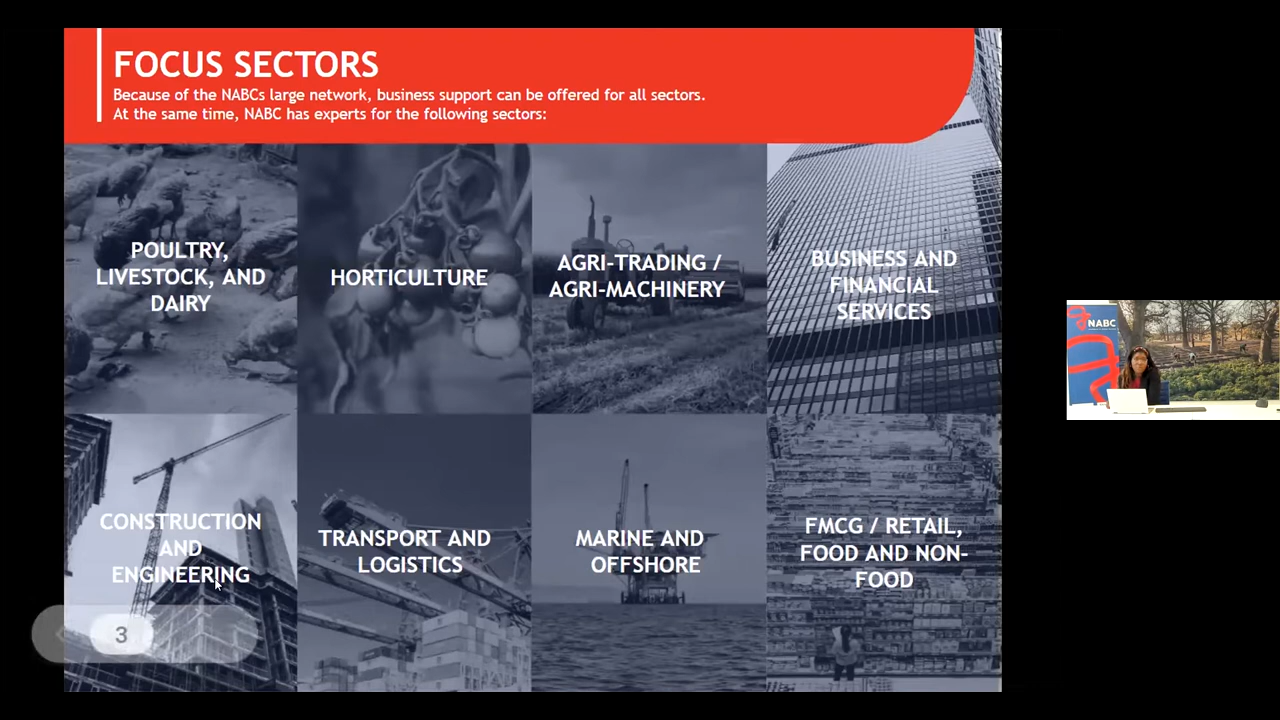 FOCUS SECTORS
Because of the NABCs large network, business support can be offered for all sectors.
At the same time, NABC has experts for the following sectors:
POULTRY,
LIVESTOCK, AND
DAIRY
HORTICULTURE
AGRI-TRADING /
AGRI-MACHINERY
BUSINESS AND
FINANCIAL
SERVICES
NABC
CONSTRUCTION
AND
ENGINEERING
TRANSPORT AND
LOGISTICS
MARINE AND
OFFSHORE
FMCG / RETAIL,
FOOD AND NON-
FOOD
3